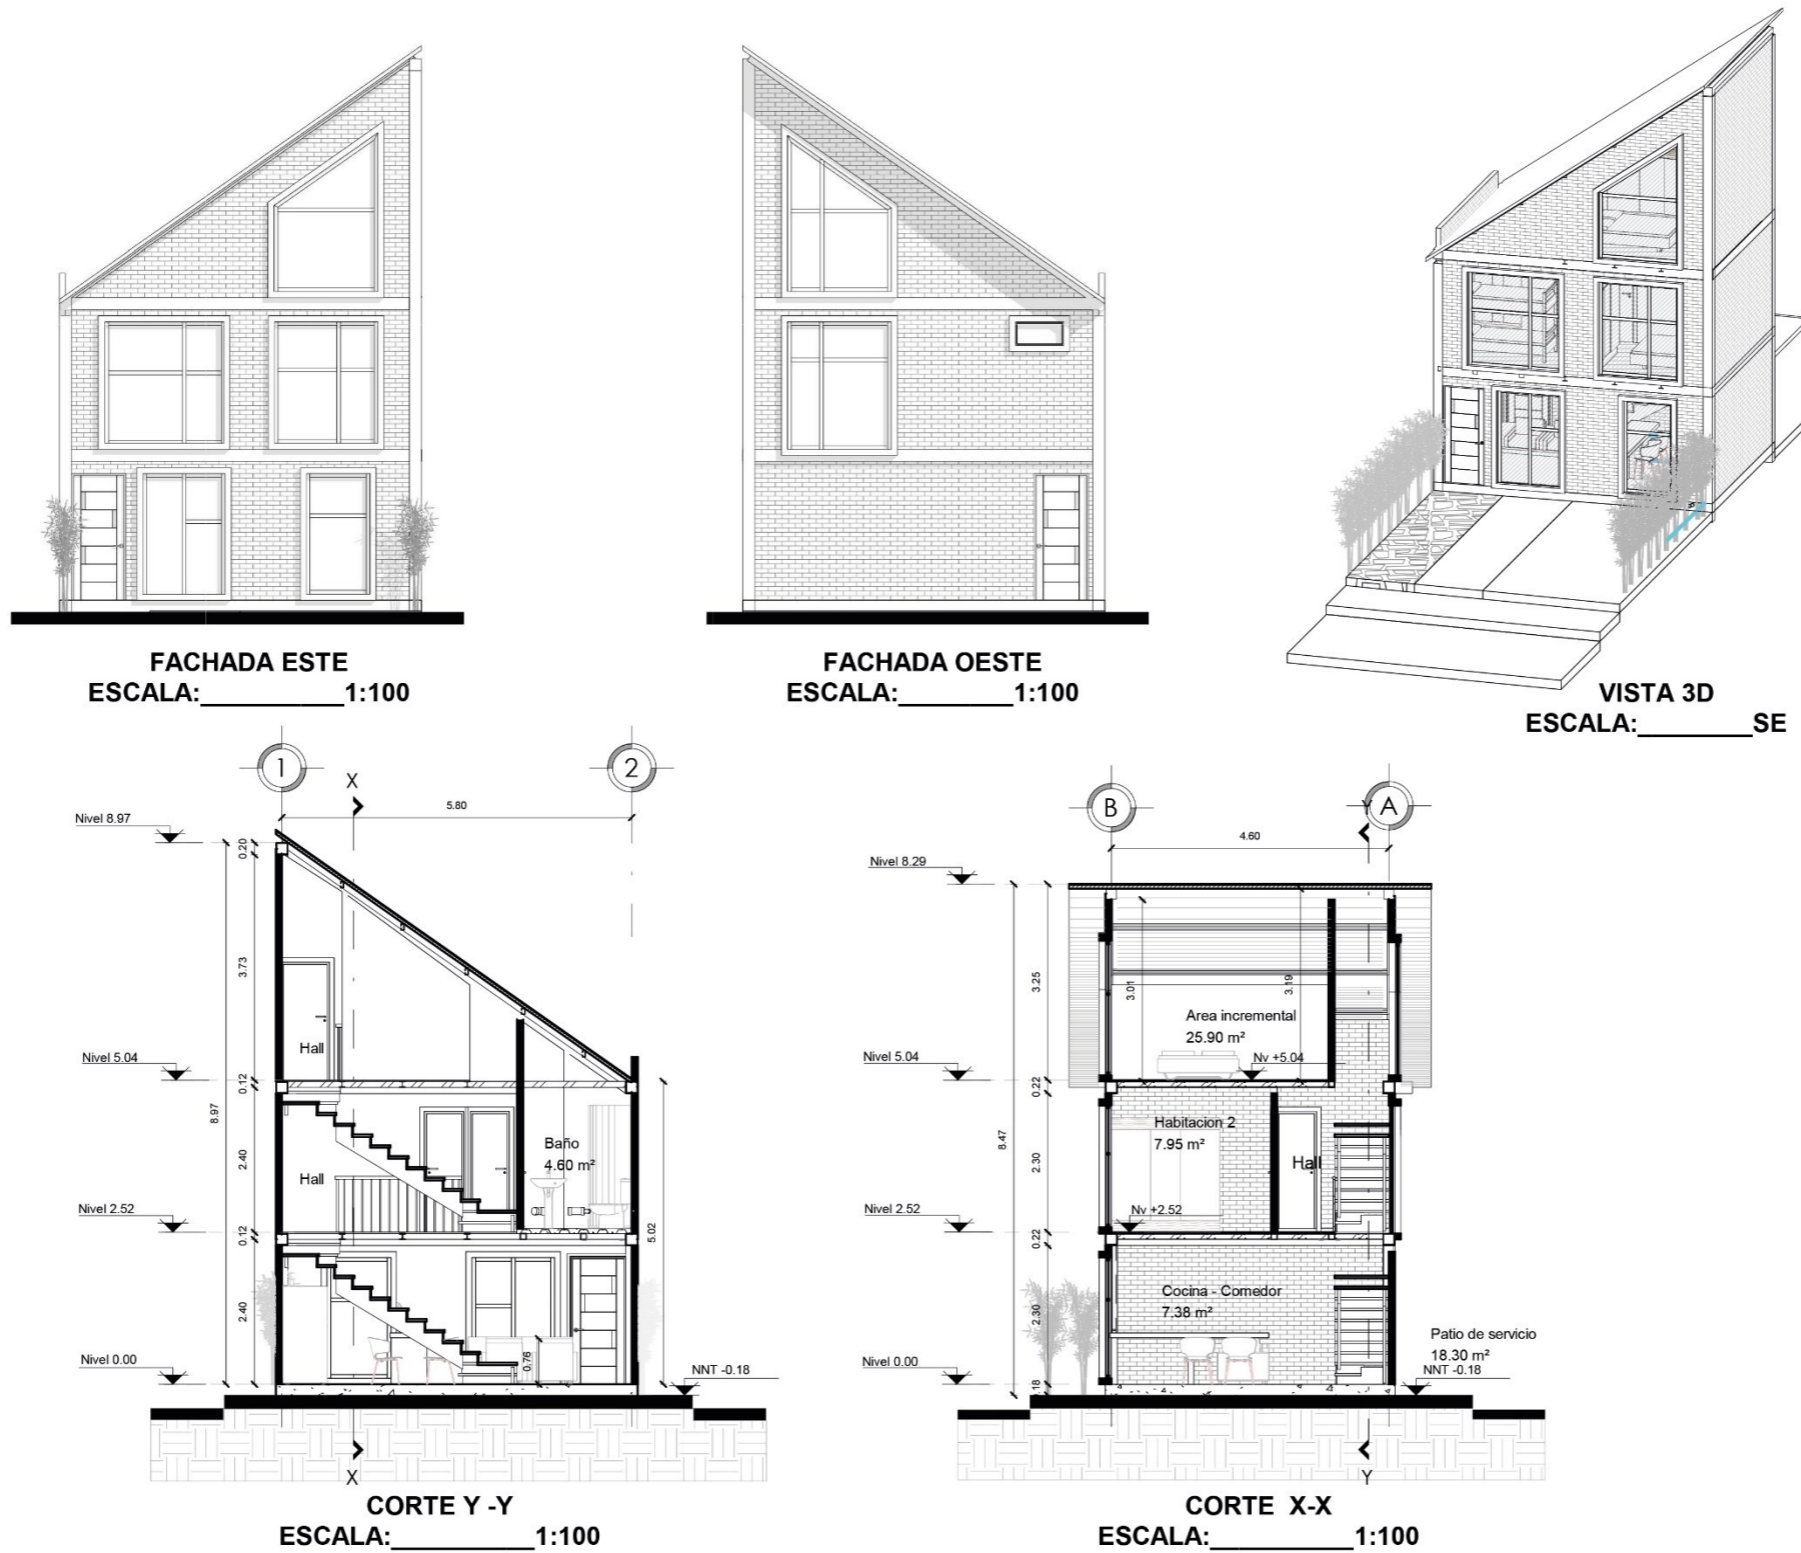 FACHADA ESTE
ESCALA:__________1:100
FACHADA OESTE
ESCALA:________1:100
VISTA 3D
ESCALA:________SE
1
2
X
5.80
Nivel 8.97
0.20
3.73
Hall
Nivel 5.04
0.12
8.97
2.40
Baño
4.60 m²
Hall
Nivel 2.52
0.12
5.02
2.40
0.76
Nivel 0.00
NNT -0.18
X
CORTE Y -Y
ESCALA:__________1:100
B
Y
A
4.60
Nivel 8.29
3.25
3.01
3.19
Area incremental
25.90 m²
Nivel 5.04
Nv +5.04
0.22
8.47
Habitacion 2
7.95 m²
2.30
Hall
Nivel 2.52
Nv +2.52
0.22
Cocina - Comedor
7.38 m²
2.30
Patio de servicio
18.30 m²
Nivel 0.00
NNT -0.18
.18
Y
CORTE X-X
ESCALA:__________1:100